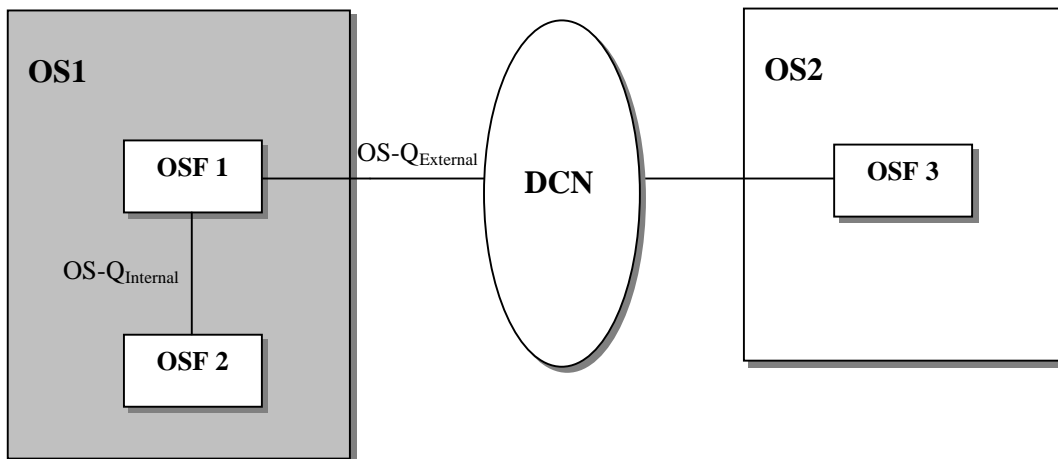 OS1
OSF 1
OS-QExternal
OS-QInternal
OSF 2
DCN
OS2
OSF 3